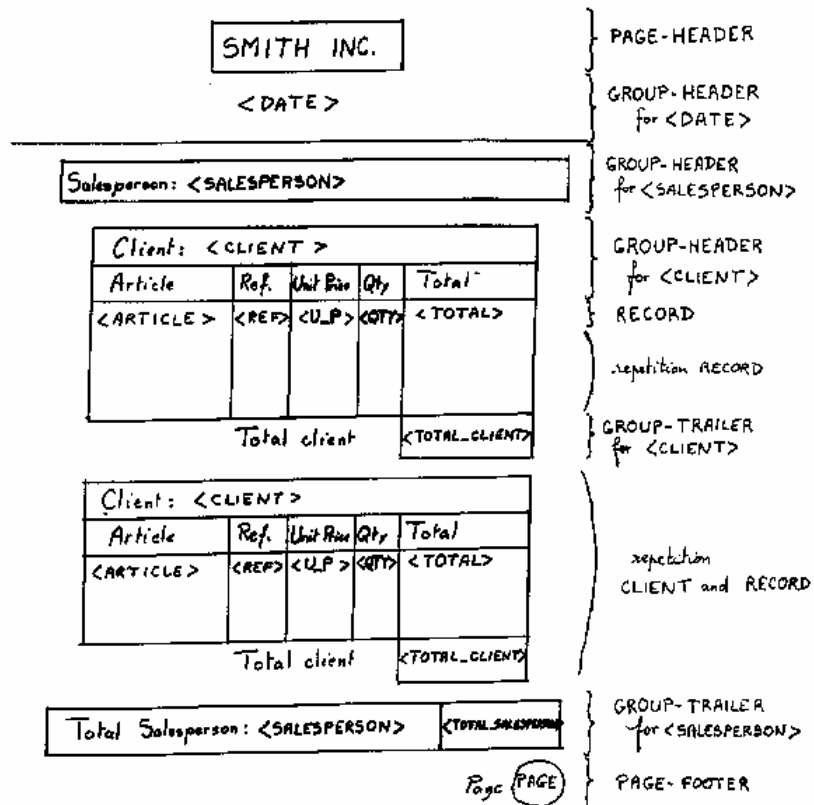 SMITH INC.
PAGE-HEADER
<DATE>
GROUP-HEADER
for <DATE>
Salesperson: <SALESPERSON>
GROUP-HEADER
for <SALESPERSON>
Client: <CLIENT>
GROUP-HEADER
for <CLIENT>
Article Ref. Unit Price Qty Total
<ARTICLE> <REF> <U_P> <QTY> <TOTAL>
RECORD
repetition RECORD
Total client <TOTAL_CLIENT>
GROUP-TRAILER
for <CLIENT>
Client: <CLIENT>
Article Ref. Unit Price Qty Total
<ARTICLE> <REF> <U_P> <QTY> <TOTAL>
repetition
CLIENT and RECORD
Total client <TOTAL_CLIENT>
Total Salesperson: <SALESPERSON> <TOTAL_SALESPERSON>
GROUP-TRAILER
for <SALESPERSON>
Page PAGE
PAGE-FOOTER